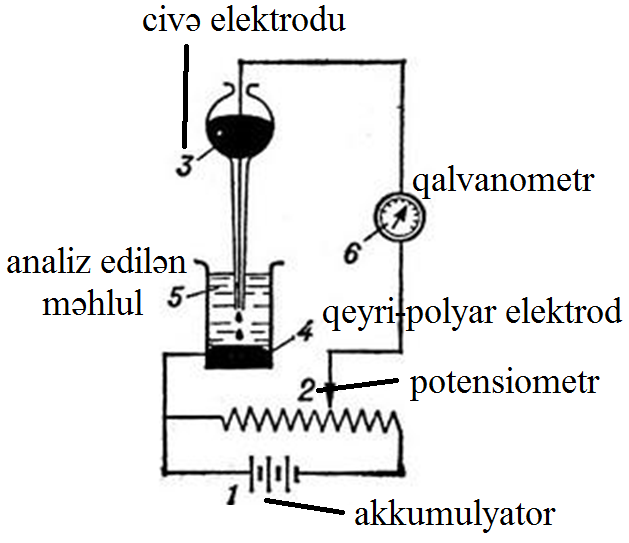 civə elektrodu
3
qalvanometr
6
analiz edilən
məhlul
5
qeyri-polyar elektrod
4
2
potensiometr
1
akkumulyator